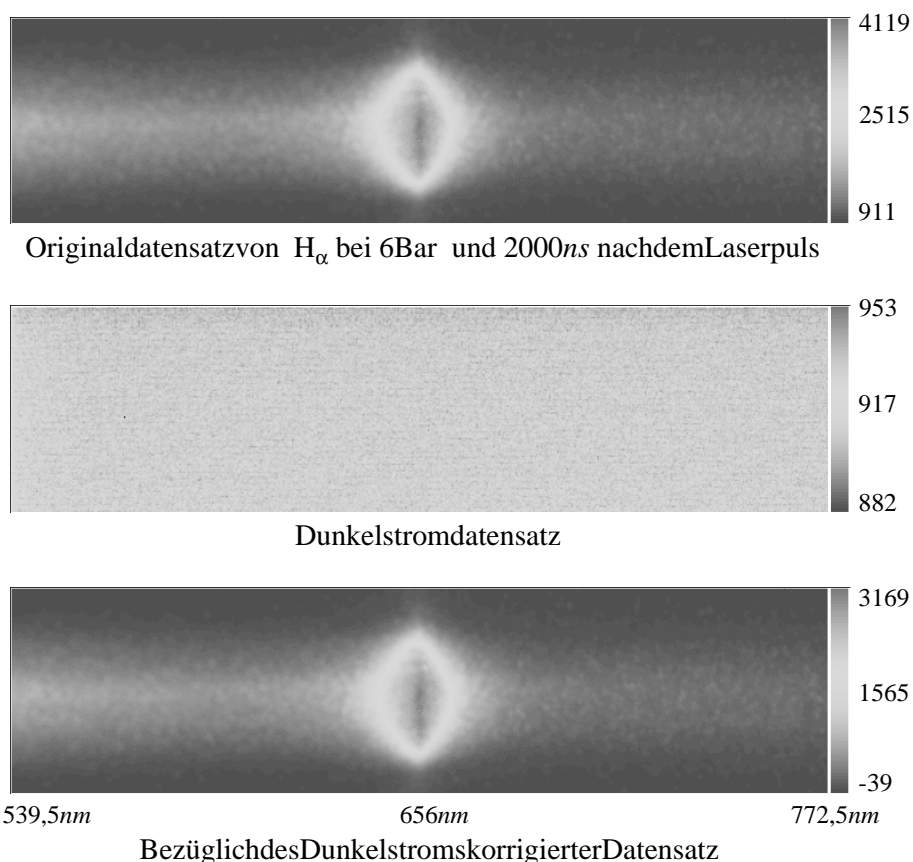 4119
2515
911
Originaldatensatzvon Hα bei 6Bar und 2000ns nachdemLaserpuls
953
917
882
Dunkelstromdatensatz
3169
1565
-39
539,5nm 656nm 772,5nm
BezüglichdesDunkelstromskorrigierterDatensatz